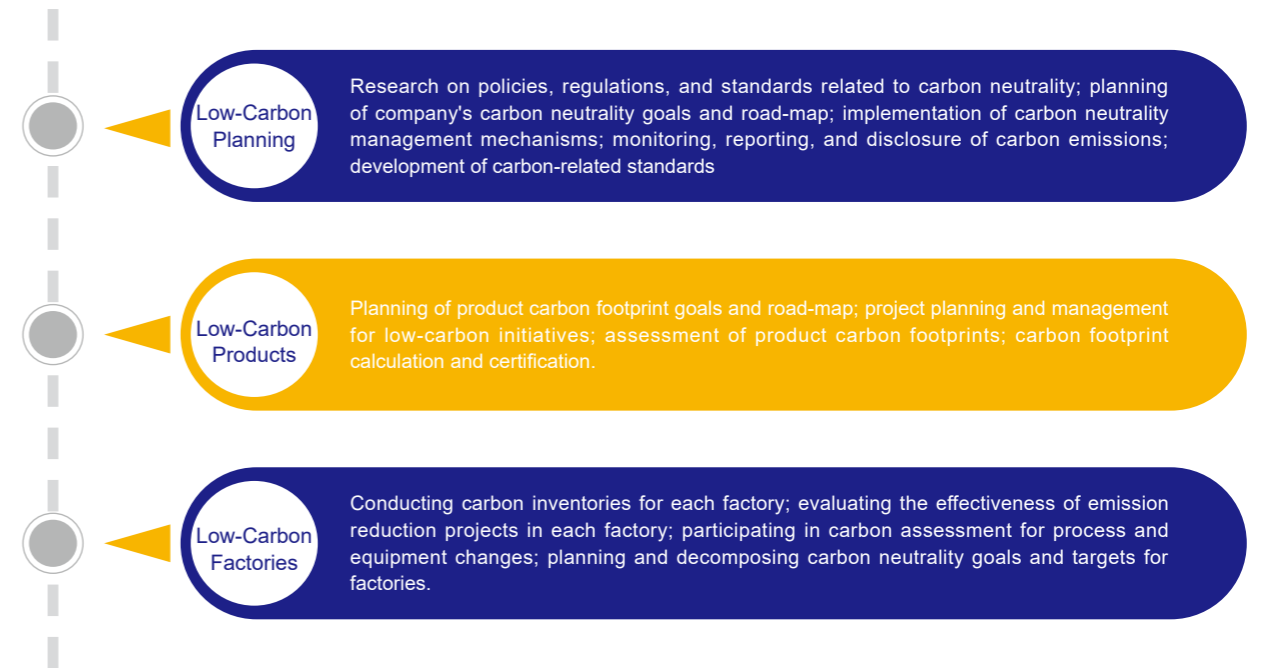 Low-Carbon
Planning
Research on policies, regulations, and standards related to carbon neutrality; planning
of company's carbon neutrality goals and road-map; implementation of carbon neutrality
management mechanisms; monitoring, reporting, and disclosure of carbon emissions;
development of carbon-related standards
Low-Carbon
Products
Planning of product carbon footprint goals and road-map; project planning and management
for low-carbon initiatives; assessment of product carbon footprints; carbon footprint
calculation and certification.
Low-Carbon
Factories
Conducting carbon inventories for each factory; evaluating the effectiveness of emission
reduction projects in each factory; participating in carbon assessment for process and
equipment changes; planning and decomposing carbon neutrality goals and targets for
factories.